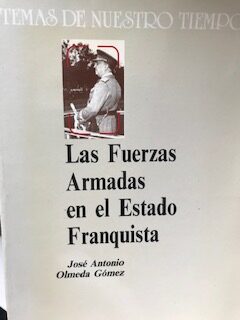 TEMAS DE NUESTRO TIEMPO
Las Fuerzas
Armadas
en el Estado
Franquista
José Antonio
Olmeda Gómez